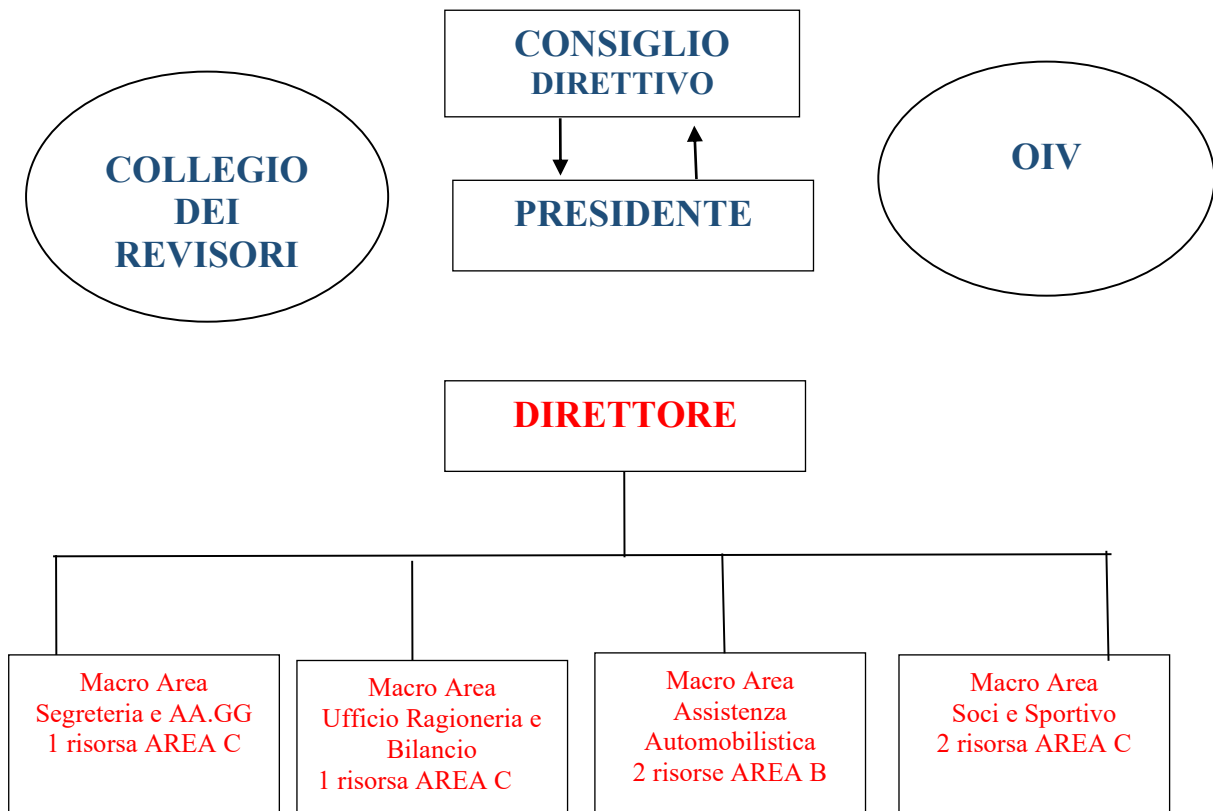 CONSIGLIO
DIRETTIVO
COLLEGIO
DEI
REVISORI
OIV
PRESIDENTE
DIRETTORE
Macro Area
Segreteria e AA.GG
1 risorsa AREA C
Macro Area
Ufficio Ragioneria e
Bilancio
1 risorsa AREA C
Macro Area
Assistenza
Automobilistica
2 risorse AREA B
Macro Area
Soci e Sportivo
2 risorsa AREA C